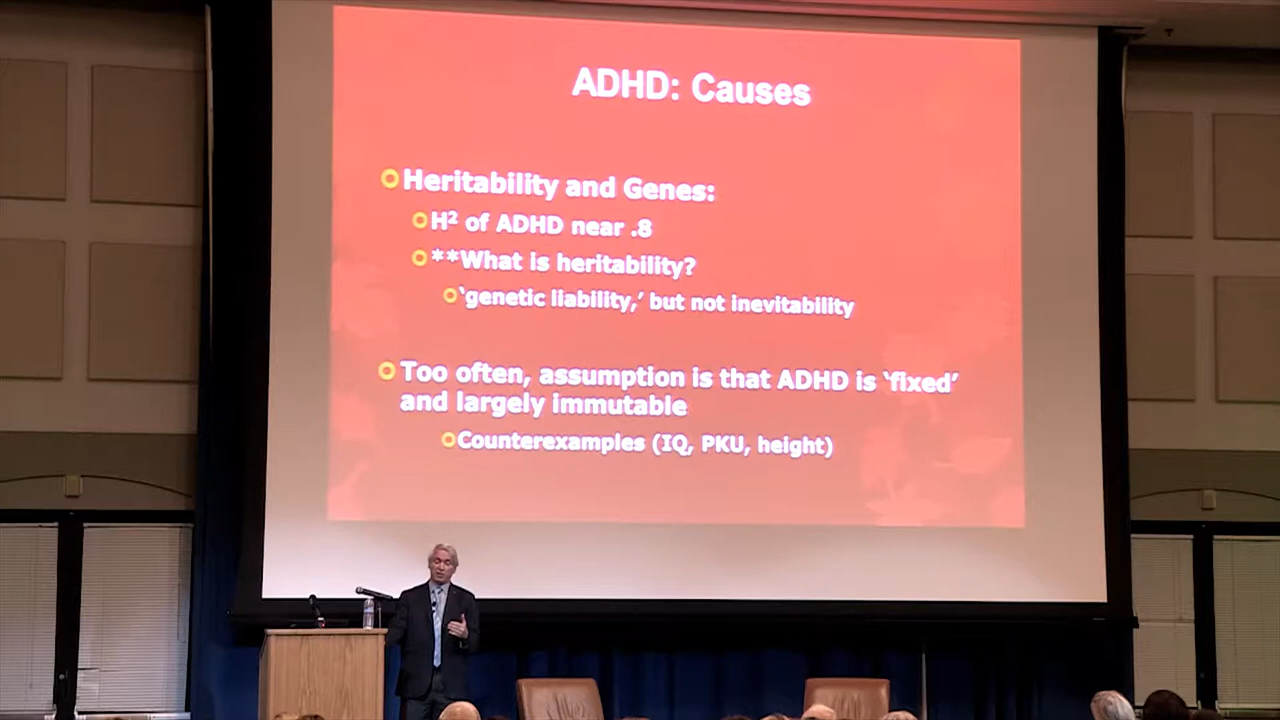 ADHD: Causes
Heritability and Genes:
H² of ADHD near .8
**What is heritability?
‘genetic liability,’ but not inevitability
Too often, assumption is that ADHD is ‘fixed’
and largely immutable
Counterexamples (IQ, PKU, height)